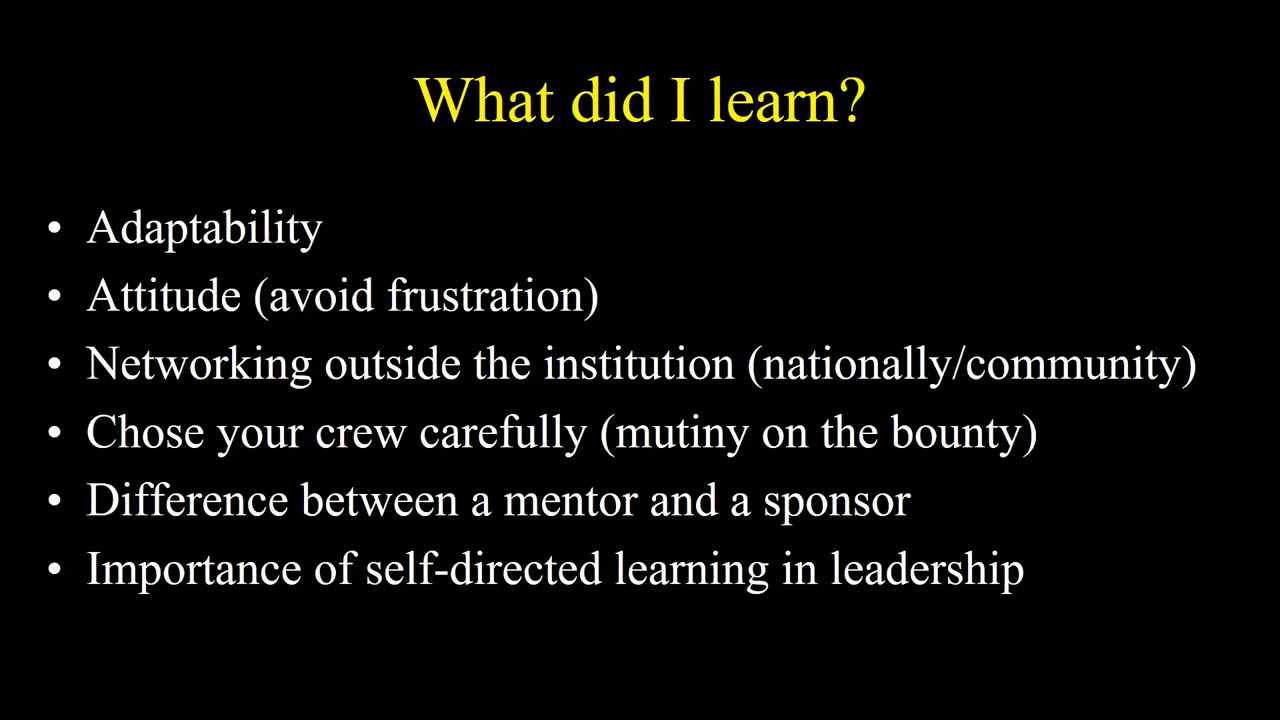 What did I learn?
• Adaptability
• Attitude (avoid frustration)
• Networking outside the institution (nationally/community)
• Chose your crew carefully (mutiny on the bounty)
• Difference between a mentor and a sponsor
• Importance of self-directed learning in leadership